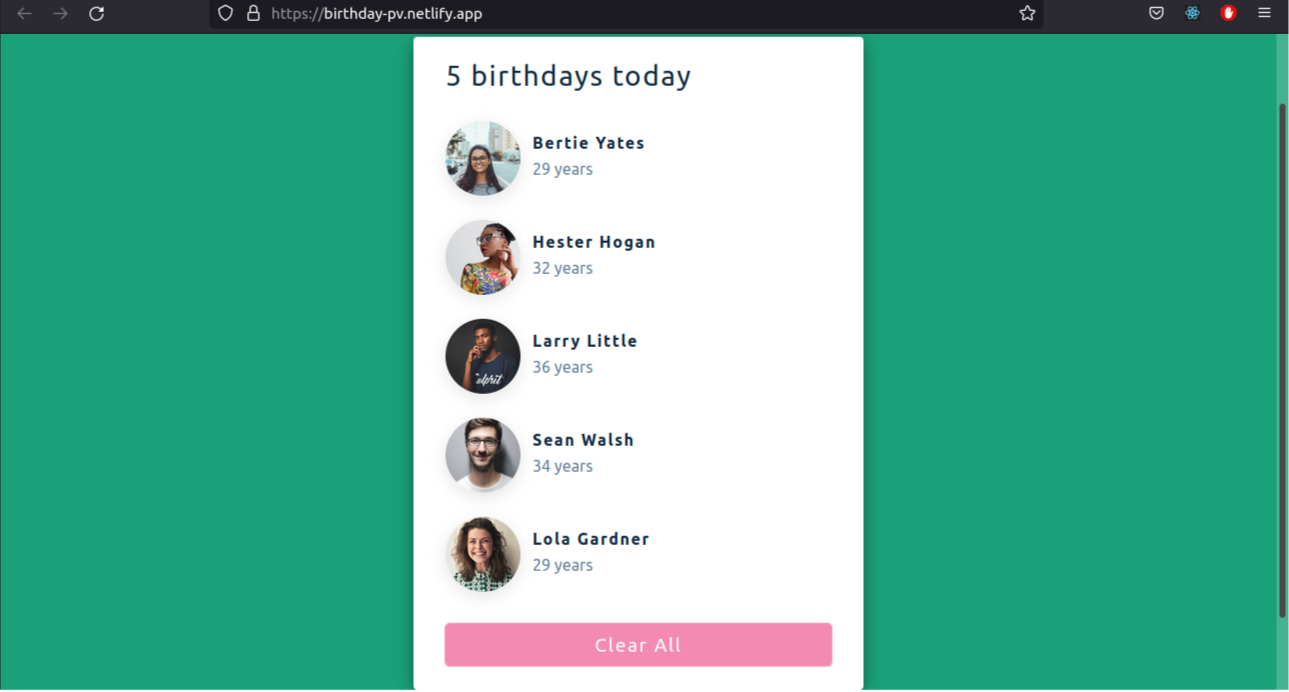 https://birthday-pv.netlify.app
5 birthdays today
Bertie Yates
29 years
Hester Hogan
32 years
Larry Little
36 years
Sean Walsh
34 years
Lola Gardner
29 years
Clear All